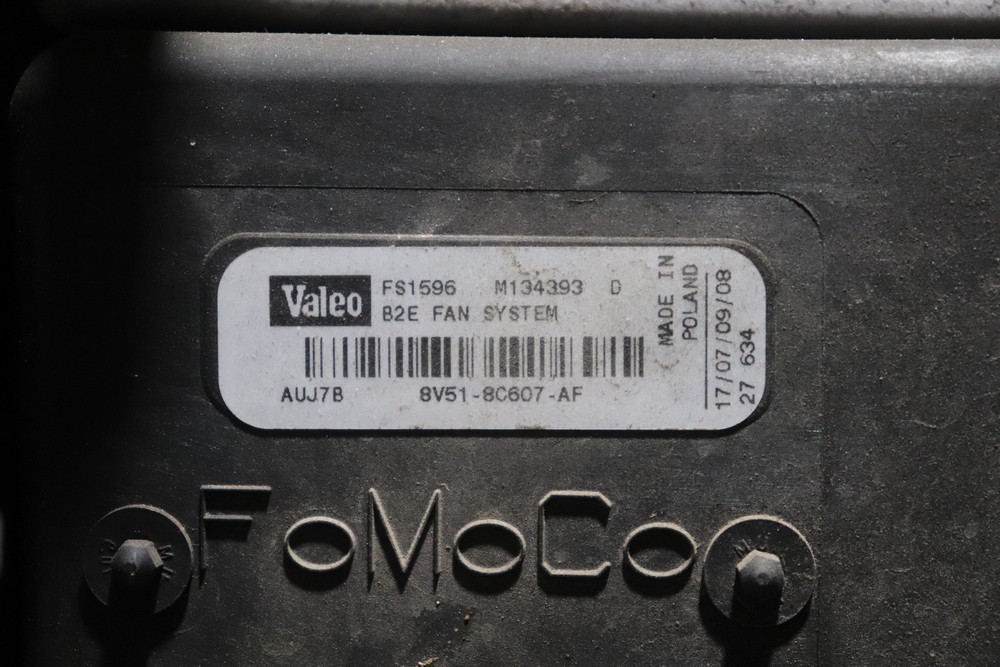 Valeo FS1596 M134393 D
B2E FAN SYSTEM
AUJ7B 8V51-8C607-AF
MADE IN
POLAND
17/07/09/08
27 634
FoMoCo